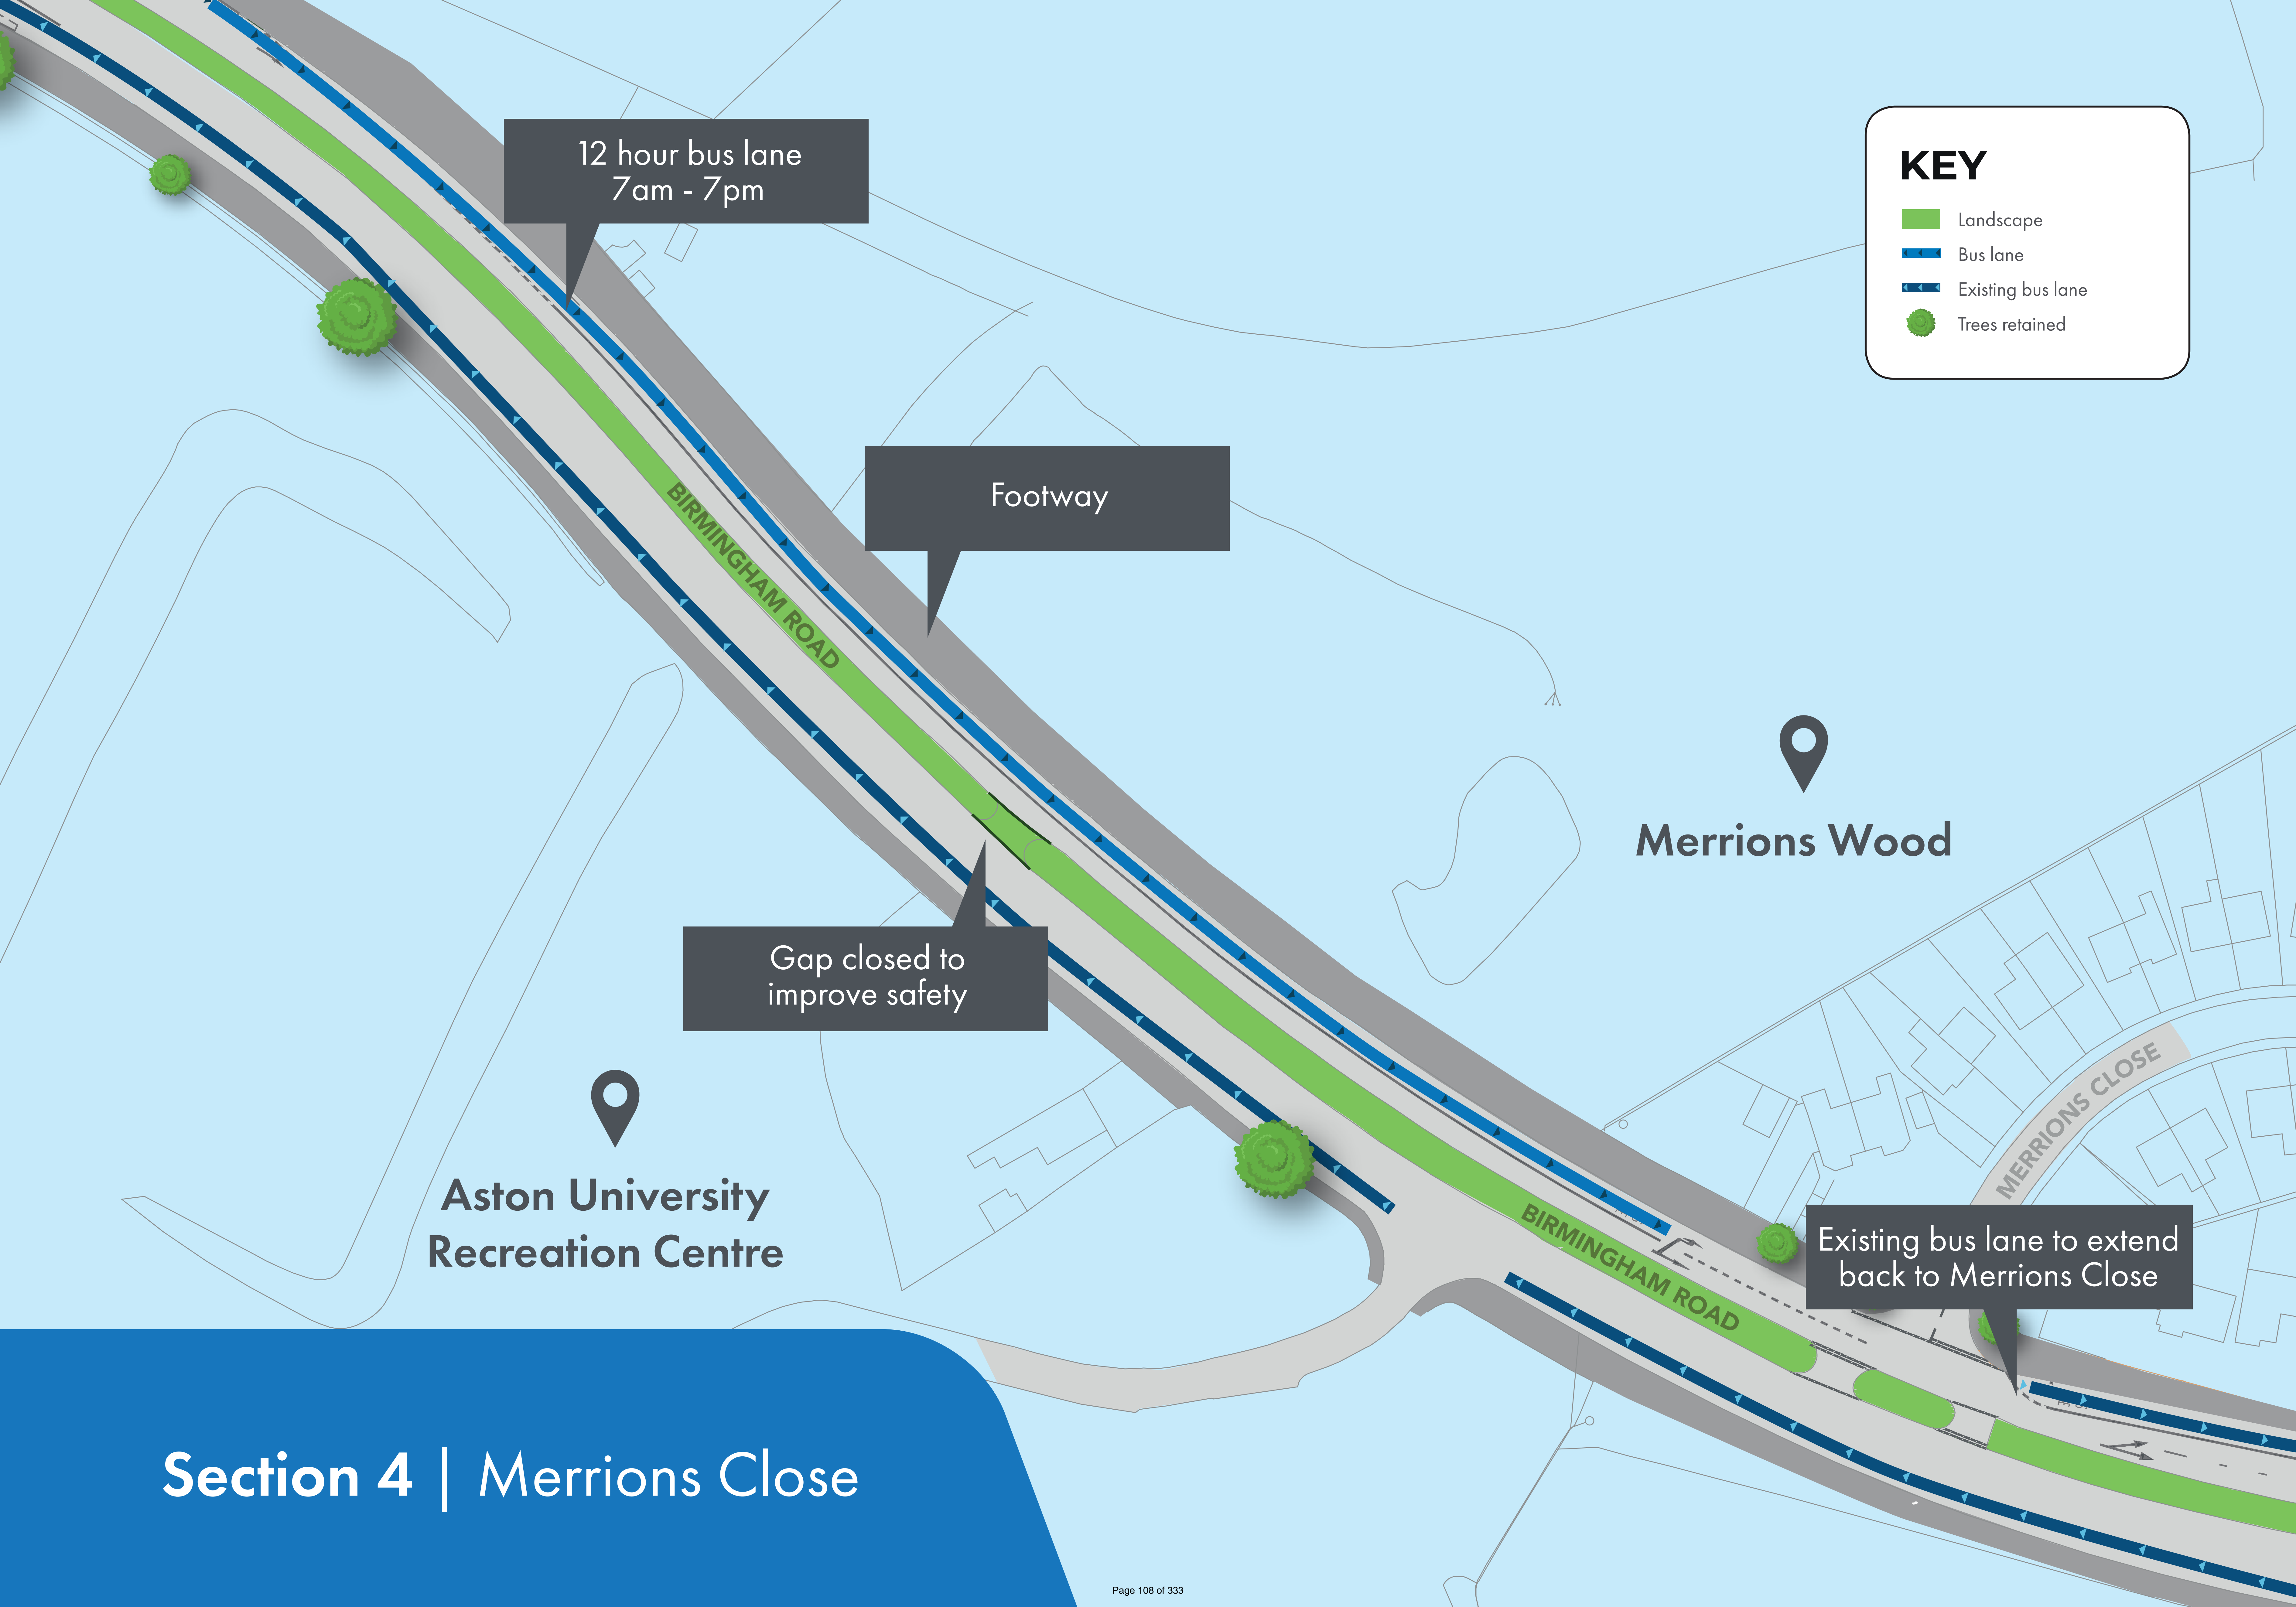 12 hour bus lane
7am - 7pm
KEY
Landscape
Bus lane
Existing bus lane
Trees retained
Footway
BIRMINGHAM ROAD
Merrions Wood
Gap closed to
improve safety
MERRIONS CLOSE
Aston University
Recreation Centre
BIRMINGHAM ROAD
Existing bus lane to extend
back to Merrions Close
Section 4 | Merrions Close
Page 108 of 333